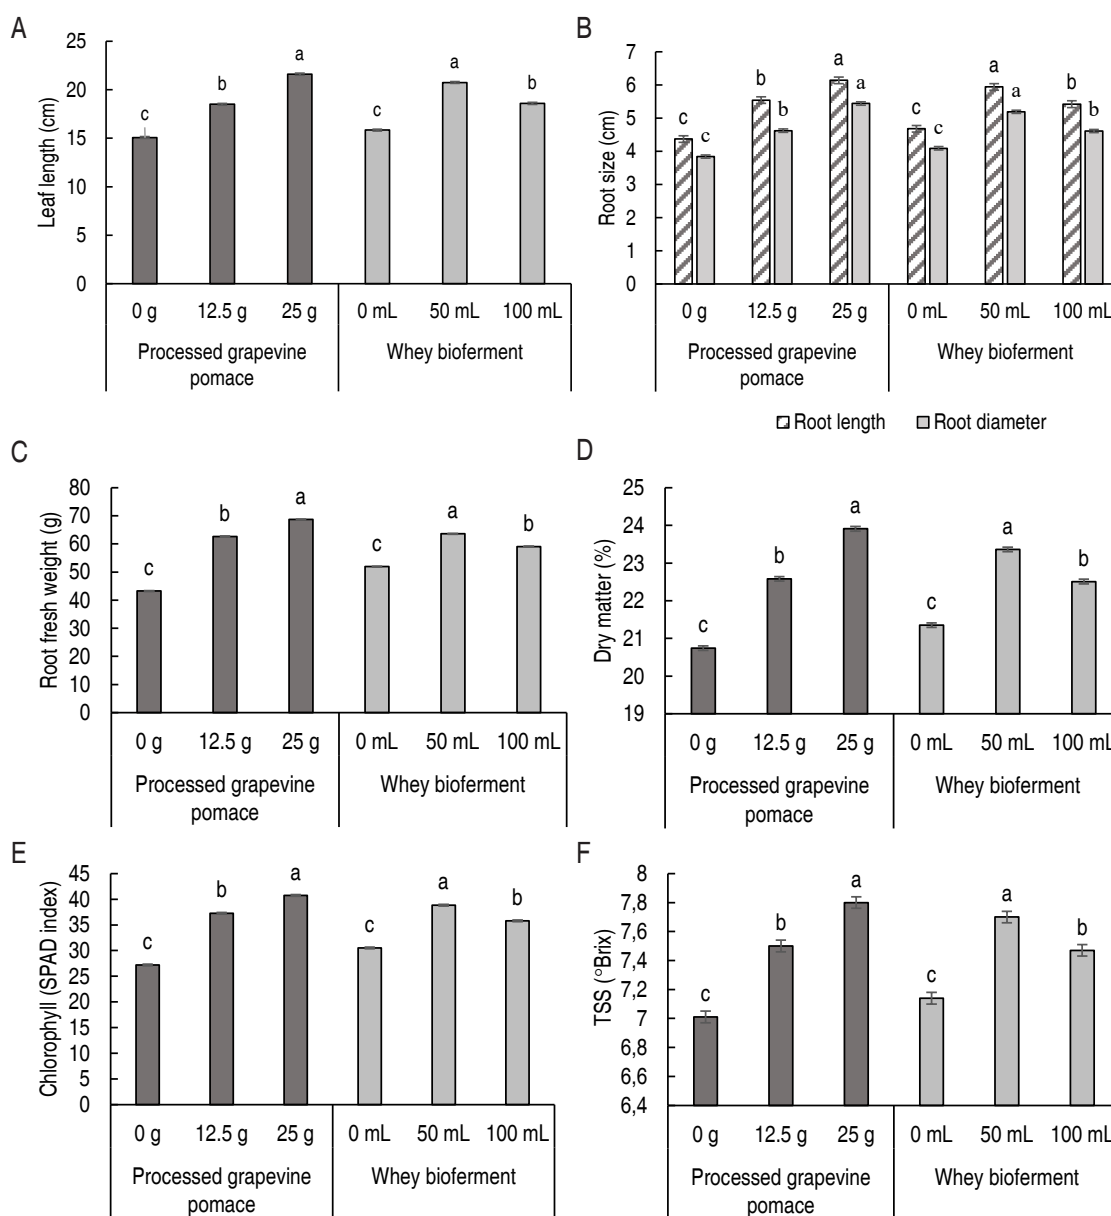 A
Leaf length (cm)
25
20
15
10
5
0
c
b
a
c
a
b
0 g 12.5 g 25 g 0 mL 50 mL 100 mL
Processed grapevine
pomace
Whey bioferment
B
Root size (cm)
7
6
5
4
3
2
1
0
c
c
b
b
a
a
c
c
a
a
b
b
0 g 12.5 g 25 g 0 mL 50 mL 100 mL
Processed grapevine
pomace
Whey bioferment
Root length Root diameter
C
Root fresh weight (g)
80
70
60
50
40
30
20
10
0
c
b
a
c
a
b
0 g 12.5 g 25 g 0 mL 50 mL 100 mL
Processed grapevine
pomace
Whey bioferment
D
Dry matter (%)
25
24
23
22
21
20
19
c
b
a
c
a
b
0 g 12.5 g 25 g 0 mL 50 mL 100 mL
Processed grapevine
pomace
Whey bioferment
E
Chlorophyll (SPAD index)
45
40
35
30
25
20
15
10
5
0
c
b
a
c
a
b
0 g 12.5 g 25 g 0 mL 50 mL 100 mL
Processed grapevine
pomace
Whey bioferment
F
TSS (°Brix)
8
7,8
7,6
7,4
7,2
7
6,8
6,6
6,4
c
b
a
c
a
b
0 g 12.5 g 25 g 0 mL 50 mL 100 mL
Processed grapevine
pomace
Whey bioferment